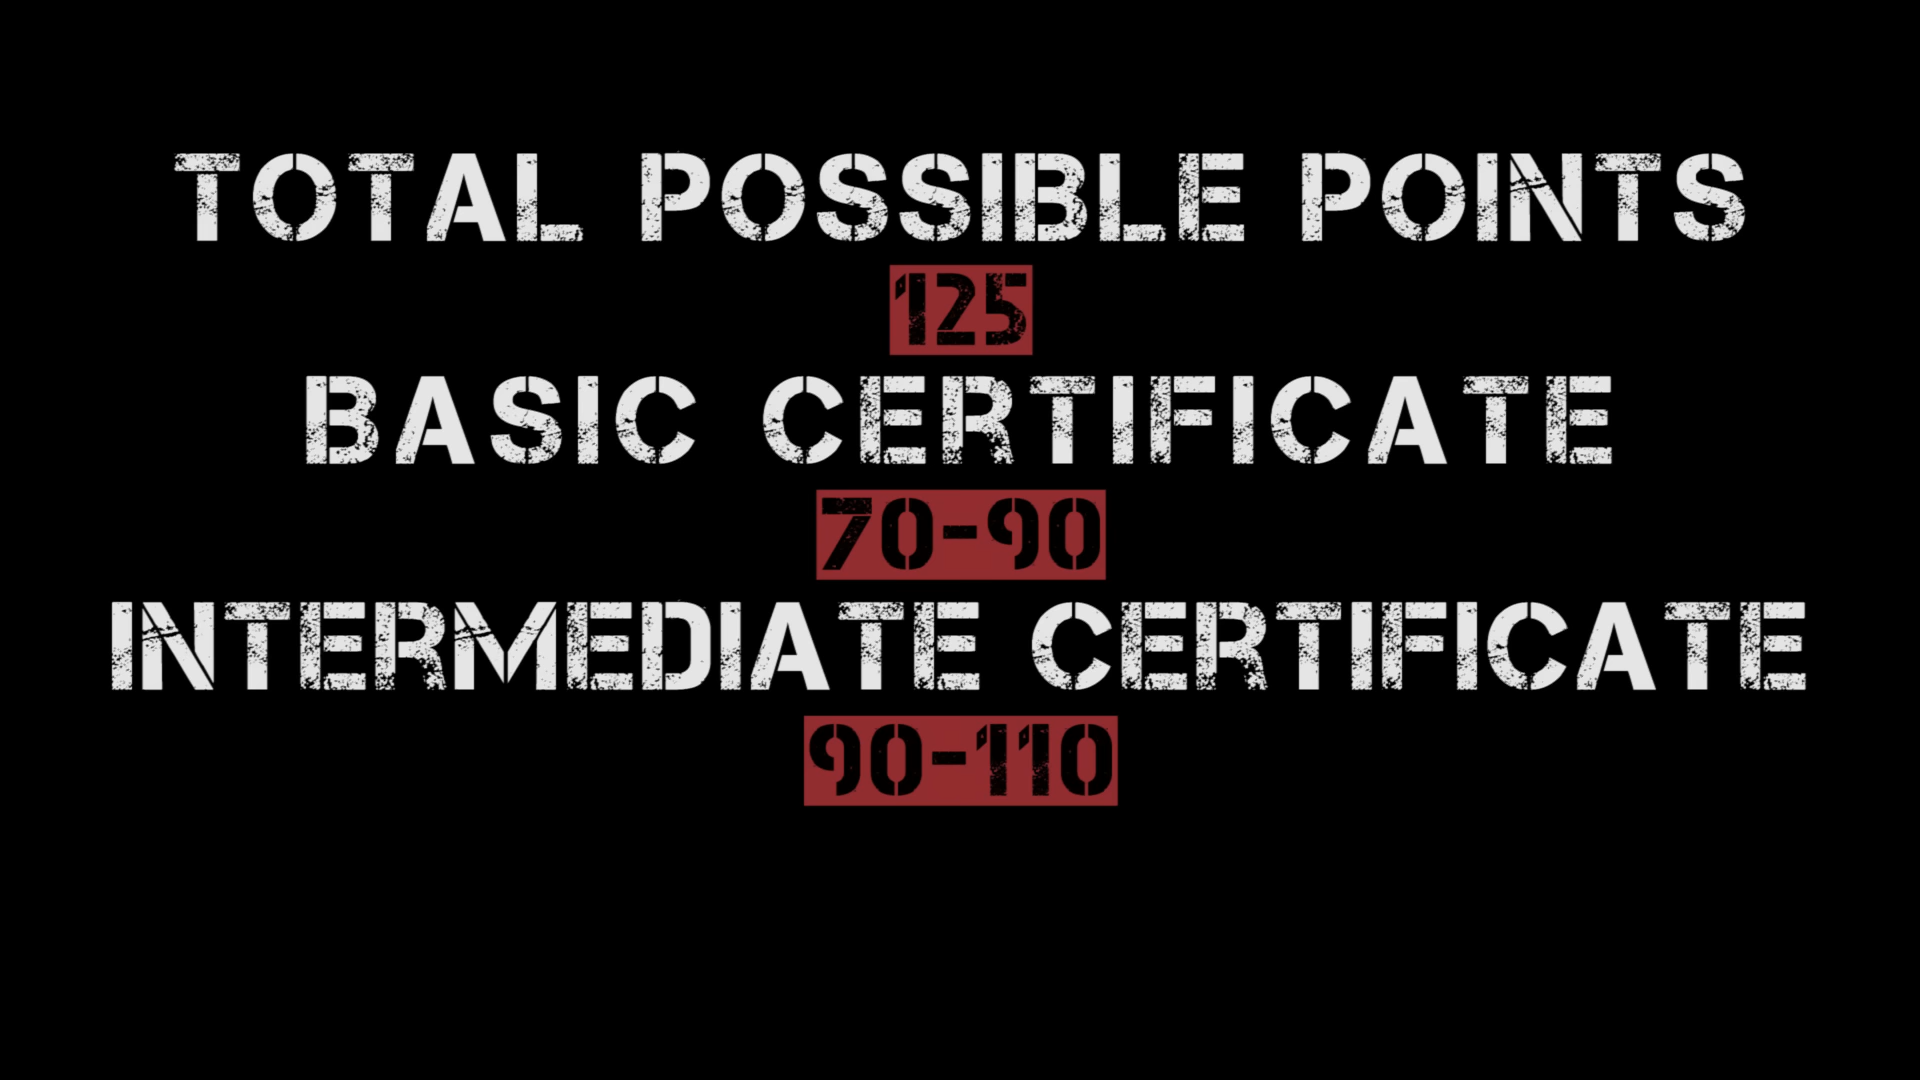 TOTAL POSSIBLE POINTS
125
BASIC CERTIFICATE
70-90
INTERMEDIATE CERTIFICATE
90-110